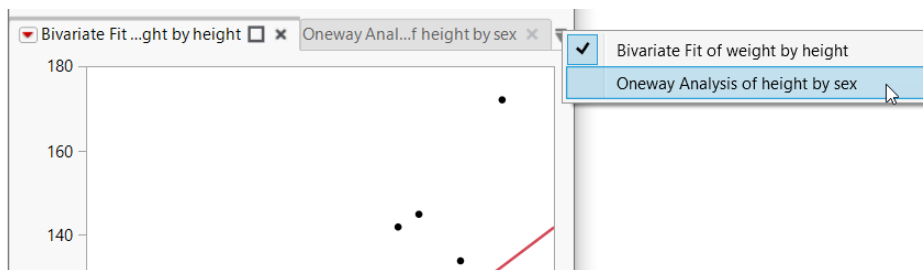 Bivariate Fit ...ght by height
Oneway Anal...f height by sex
Bivariate Fit of weight by height
Oneway Analysis of height by sex
180
160
140